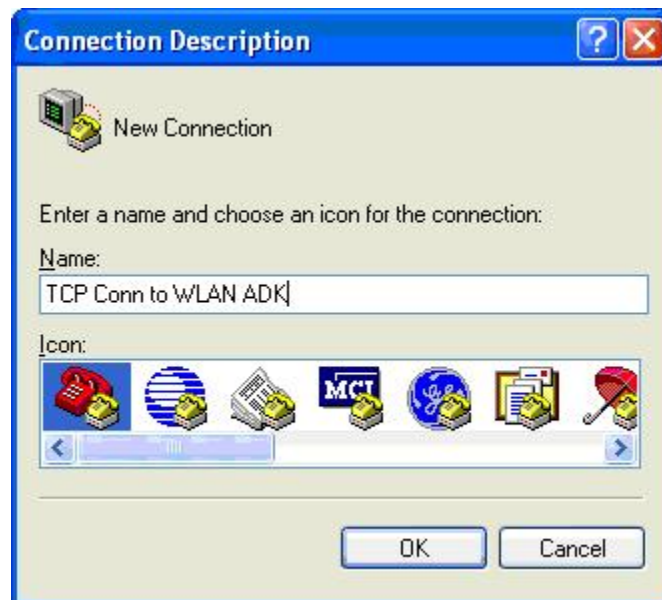 Connection Description
New Connection
Enter a name and choose an icon for the connection:
Name:
TCP Conn to WLAN ADK
Icon:
MCI
OK Cancel